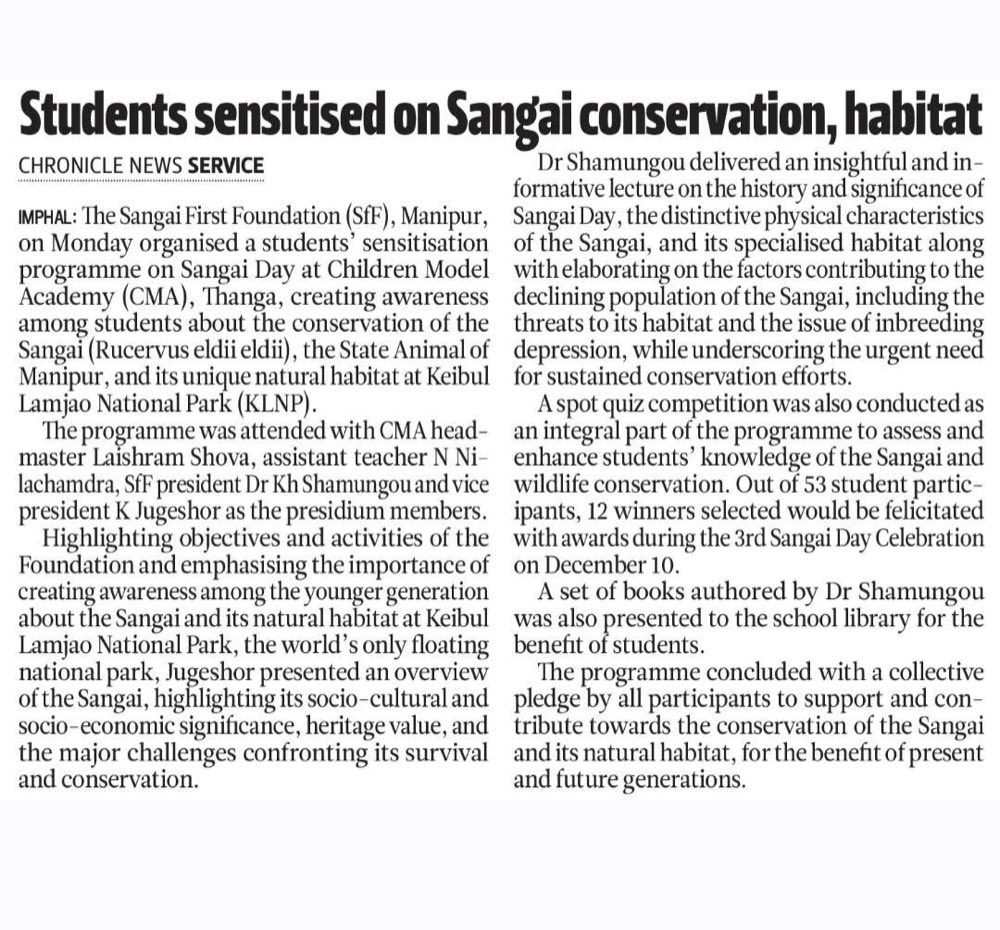 Students sensitised on Sangai conservation, habitat
CHRONICLE NEWS SERVICE
IMPHAL: The Sangai First Foundation (SfF), Manipur,
on Monday organised a students' sensitisation
programme on Sangai Day at Children Model
Academy (CMA), Thanga, creating awareness
among students about the conservation of the
Sangai (Rucervus eldii eldii), the State Animal of
Manipur, and its unique natural habitat at Keibul
Lamjao National Park (KLNP).
The programme was attended with CMA head-
master Laishram Shova, assistant teacher N Ni-
lachamdra, SfF president Dr Kh Shamungou and vice
president K Jugeshor as the presidium members.
Highlighting objectives and activities of the
Foundation and emphasising the importance of
creating awareness among the younger generation
about the Sangai and its natural habitat at Keibul
Lamjao National Park, the world's only floating
national park, Jugeshor presented an overview
of the Sangai, highlighting its socio-cultural and
socio-economic significance, heritage value, and
the major challenges confronting its survival
and conservation.
Dr Shamungou delivered an insightful and in-
formative lecture on the history and significance of
Sangai Day, the distinctive physical characteristics
of the Sangai, and its specialised habitat along
with elaborating on the factors contributing to the
declining population of the Sangai, including the
threats to its habitat and the issue of inbreeding
depression, while underscoring the urgent need
for sustained conservation efforts.
A spot quiz competition was also conducted as
an integral part of the programme to assess and
enhance students' knowledge of the Sangai and
wildlife conservation. Out of 53 student partic-
ipants, 12 winners selected would be felicitated
with awards during the 3rd Sangai Day Celebration
on December 10.
A set of books authored by Dr Shamungou
was also presented to the school library for the
benefit of students.
The programme concluded with a collective
pledge by all participants to support and con-
tribute towards the conservation of the Sangai
and its natural habitat, for the benefit of present
and future generations.